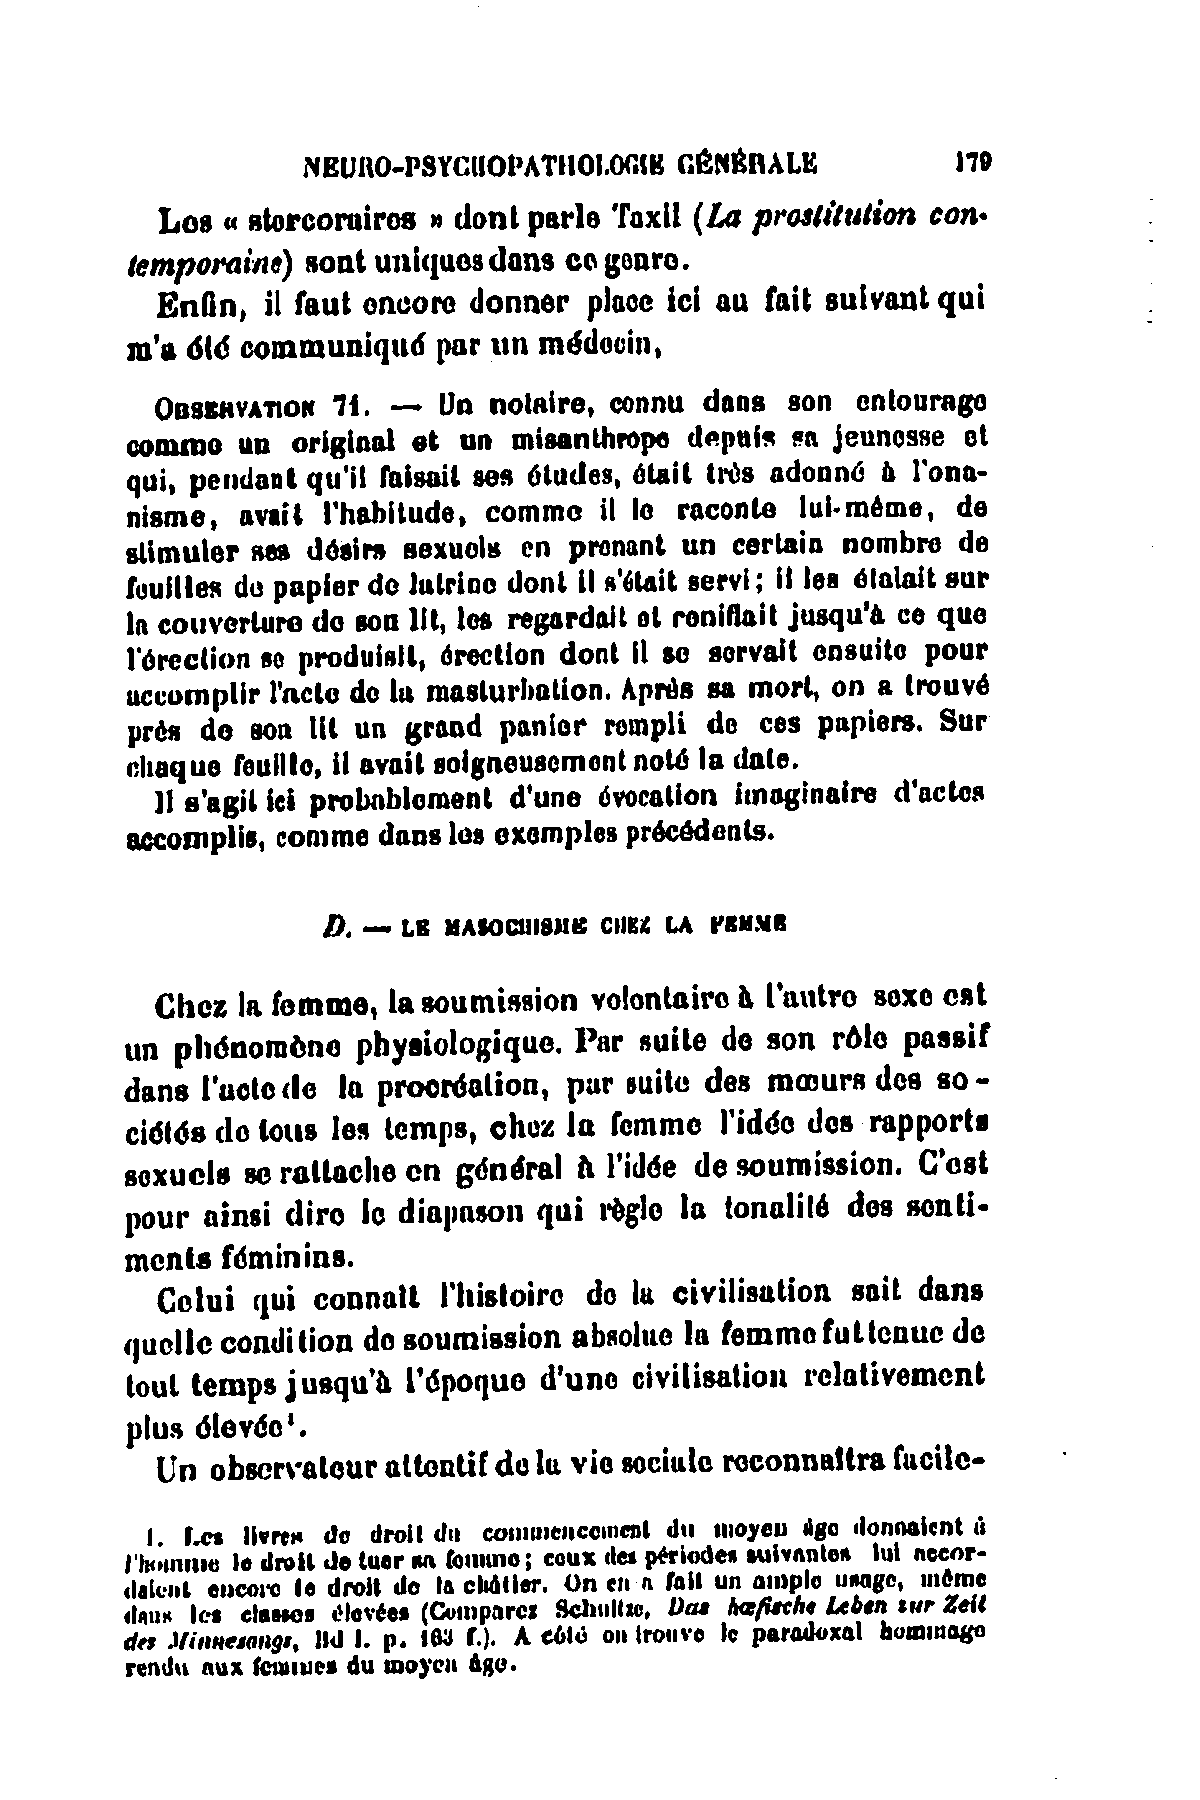 NEURO-PSYCHOPATHOLOGIE GÉNÉRALE 179
Les « stercoraires » dont parle Taxil (La prostitution con-
temporaine) sont uniques dans ce genre.
Enfin, il faut encore donner place ici au fait suivant qui
m'a été communiqué par un médecin,
OBSERVATION 71. — Un notaire, connu dans son entourage
comme un original et un misanthrope depuis sa jeunesse et
qui, pendant qu'il faisait ses études, était très adonné à l'ona-
nisme, avait l'habitude, comme il le raconte lui-même, de
stimuler ses désirs sexuels en prenant un certain nombre de
feuilles de papier de latrine dont il s'était servi ; il les étalait sur
la couverture de son lit, les regardait et reniflait jusqu'à ce que
l'érection se produisit, érection dont il se servait ensuite pour
accomplir l'acte de la masturbation. Après sa mort, on a trouvé
près de son lit un grand panier rempli de ces papiers. Sur
chaque feuille, il avait soigneusement noté la date.
Il s'agit ici probablement d'une évocation imaginaire d'actes
accomplis, comme dans les exemples précédents.
D. — LE MASOCHISME CHEZ LA FEMME
Chez la femme, la soumission volontaire à l'autre sexe est
un phénomène physiologique. Par suite de son rôle passif
dans l'acte de la procréation, par suite des mœurs des so-
ciétés de tous les temps, chez la femme l'idée des rapports
sexuels se rattache en général à l'idée de soumission. C'est
pour ainsi dire le diapason qui règle la tonalité des senti-
ments féminins.
Celui qui connaît l'histoire de la civilisation sait dans
quelle condition de soumission absolue la femme fut tenue de
tout temps jusqu'à l'époque d'une civilisation relativement
plus élevée¹.
Un observateur attentif de la vie sociale reconnaîtra facile-
1. Les livres de droit du commencement du moyen âge donnaient à
l'homme le droit de tuer sa femme ; ceux des périodes suivantes lui accor-
daient encore le droit de la châtier. On en a fait un ample usage, même
dans les classes élevées (Comparez Schultze, Das hœfische Leben zur Zeit
des Minnesangs, Bd I. p. 163 f.). A côté on trouve le paradoxal hommage
rendu aux femmes du moyen âge.